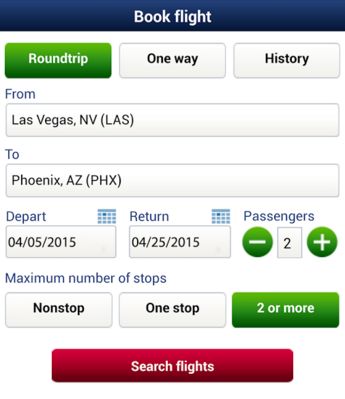 Book flight
Roundtrip One way History
From
Las Vegas, NV (LAS)
To
Phoenix, AZ (PHX)
Depart Return Passengers
04/05/2015 04/25/2015 2
Maximum number of stops
Nonstop One stop 2 or more
Search flights